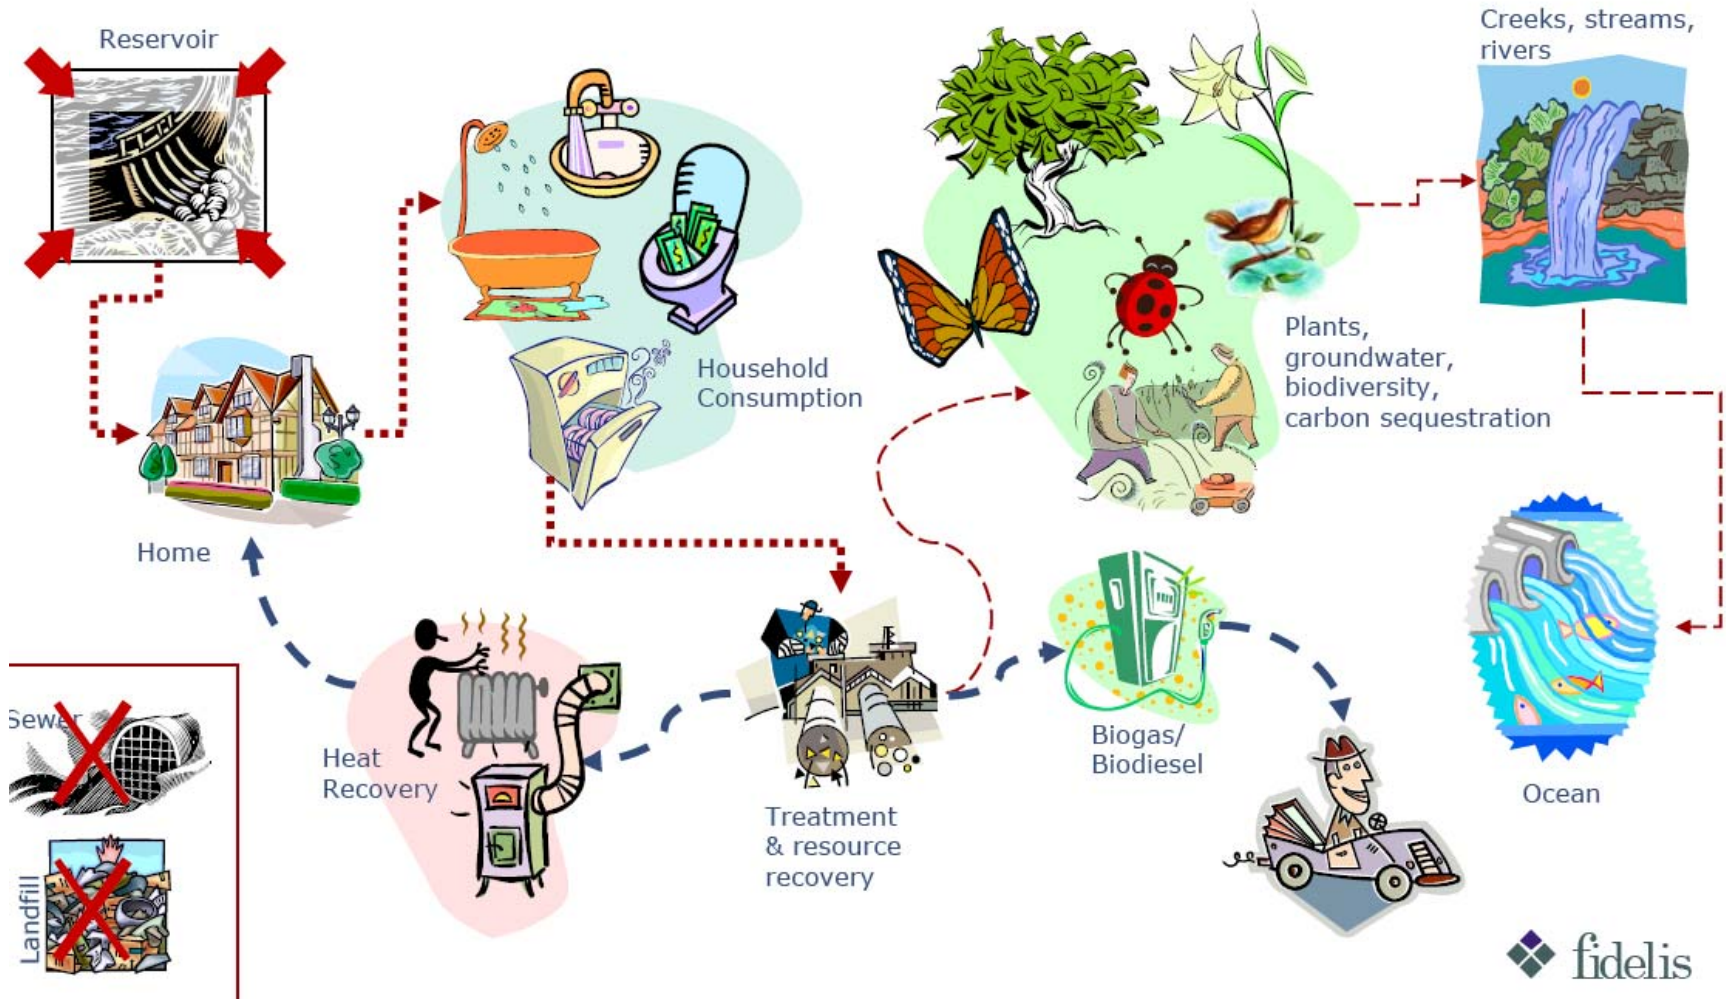 Reservoir
Creeks, streams,
rivers
Household
Consumption
Plants,
groundwater,
biodiversity,
carbon sequestration
Home
Sewer
Heat
Recovery
Biogas/
Biodiesel
Treatment
& resource
recovery
Ocean
Landfill
fidelis